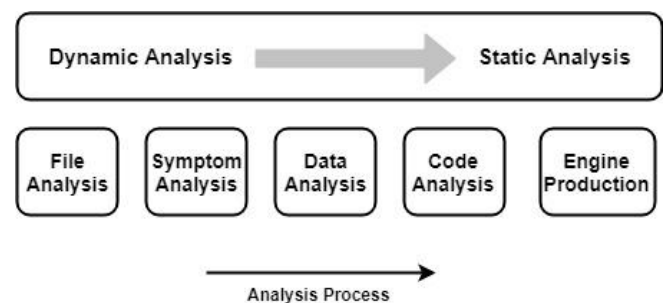 Dynamic Analysis
Static Analysis
File
Analysis
Symptom
Analysis
Data
Analysis
Code
Analysis
Engine
Production
Analysis Process